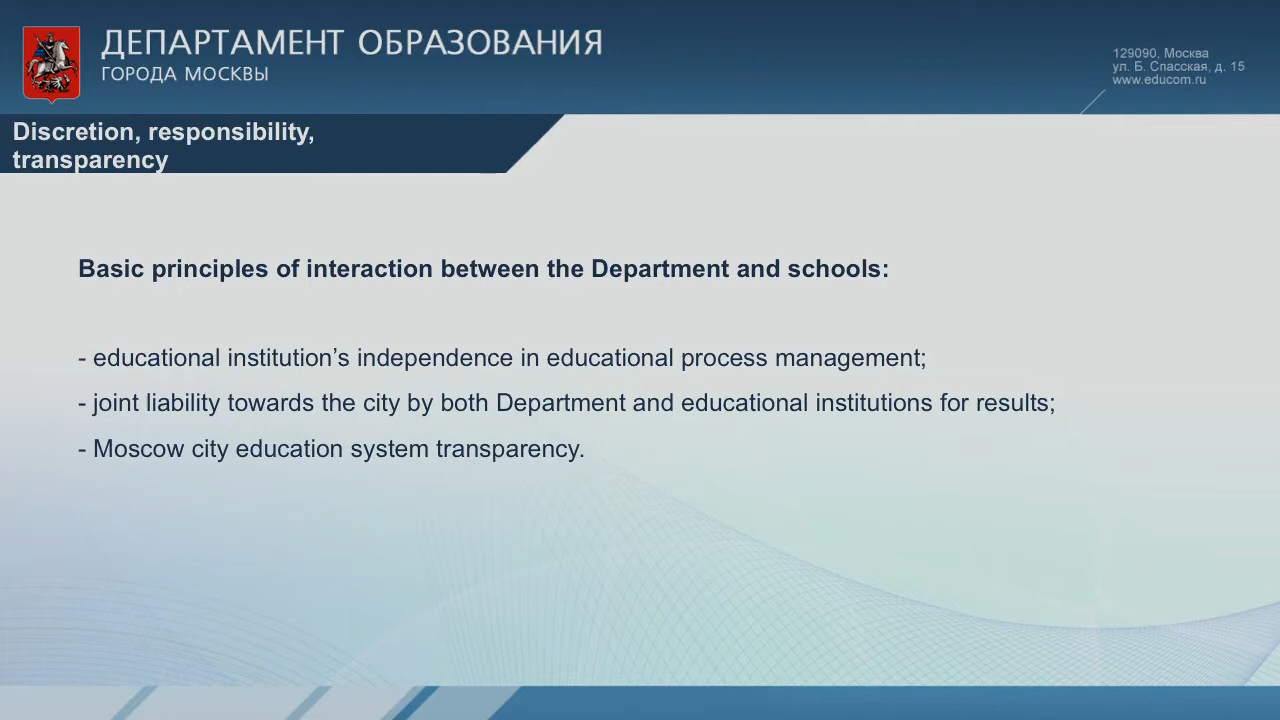 ДЕПАРТАМЕНТ ОБРАЗОВАНИЯ
ГОРОДА МОСКВЫ
129090, Москва
ул. Б. Спасская, д. 15
www.educom.ru
Discretion, responsibility,
transparency
Basic principles of interaction between the Department and schools:
- educational institution’s independence in educational process management;
- joint liability towards the city by both Department and educational institutions for results;
- Moscow city education system transparency.